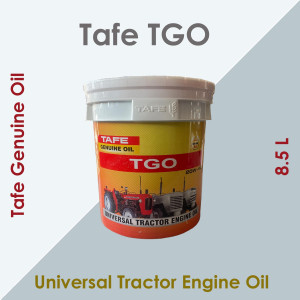 Tafe TGO
Tafe Genuine Oil
8.5 L
TAFE
TAFE
GENUINE OIL
TGO
UNIVERSAL TRACTOR ENGINE OIL
Universal Tractor Engine Oil